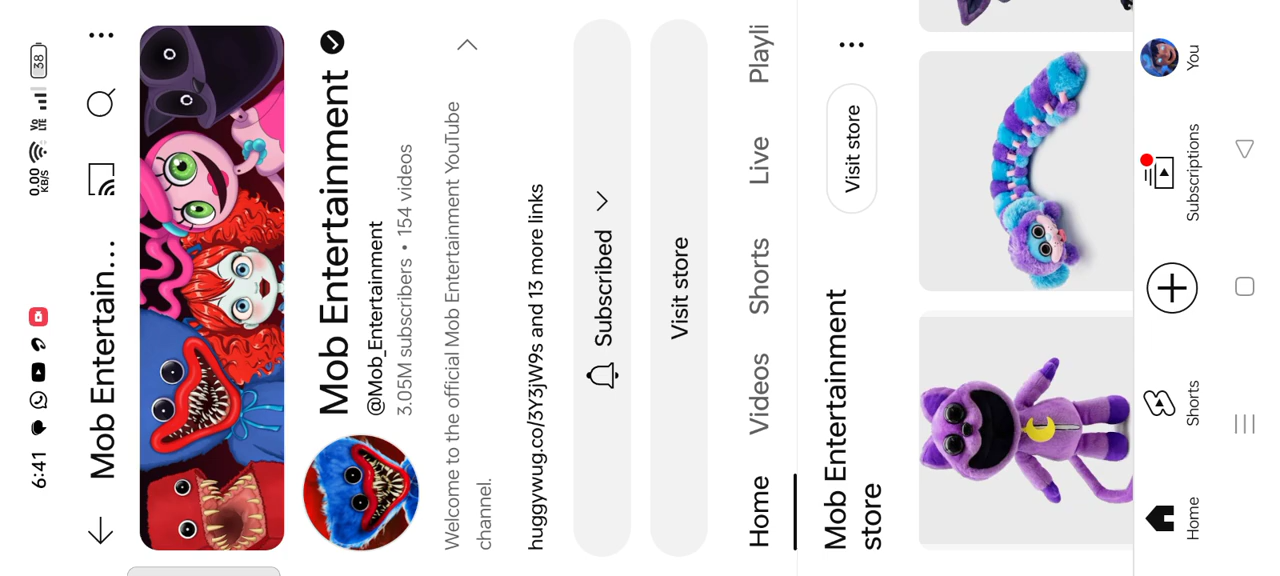 6:41
0.00
KB/S
Vo
LTE
38
Mob Entertain...
Mob Entertainment
@Mob_Entertainment
3.05M subscribers • 154 videos
Welcome to the official Mob Entertainment YouTube
channel.
huggywug.co/3Y3jW9s and 13 more links
Subscribed
Visit store
Home Videos Shorts Live Playli
Mob Entertainment
store
Visit store
Home Shorts Subscriptions You